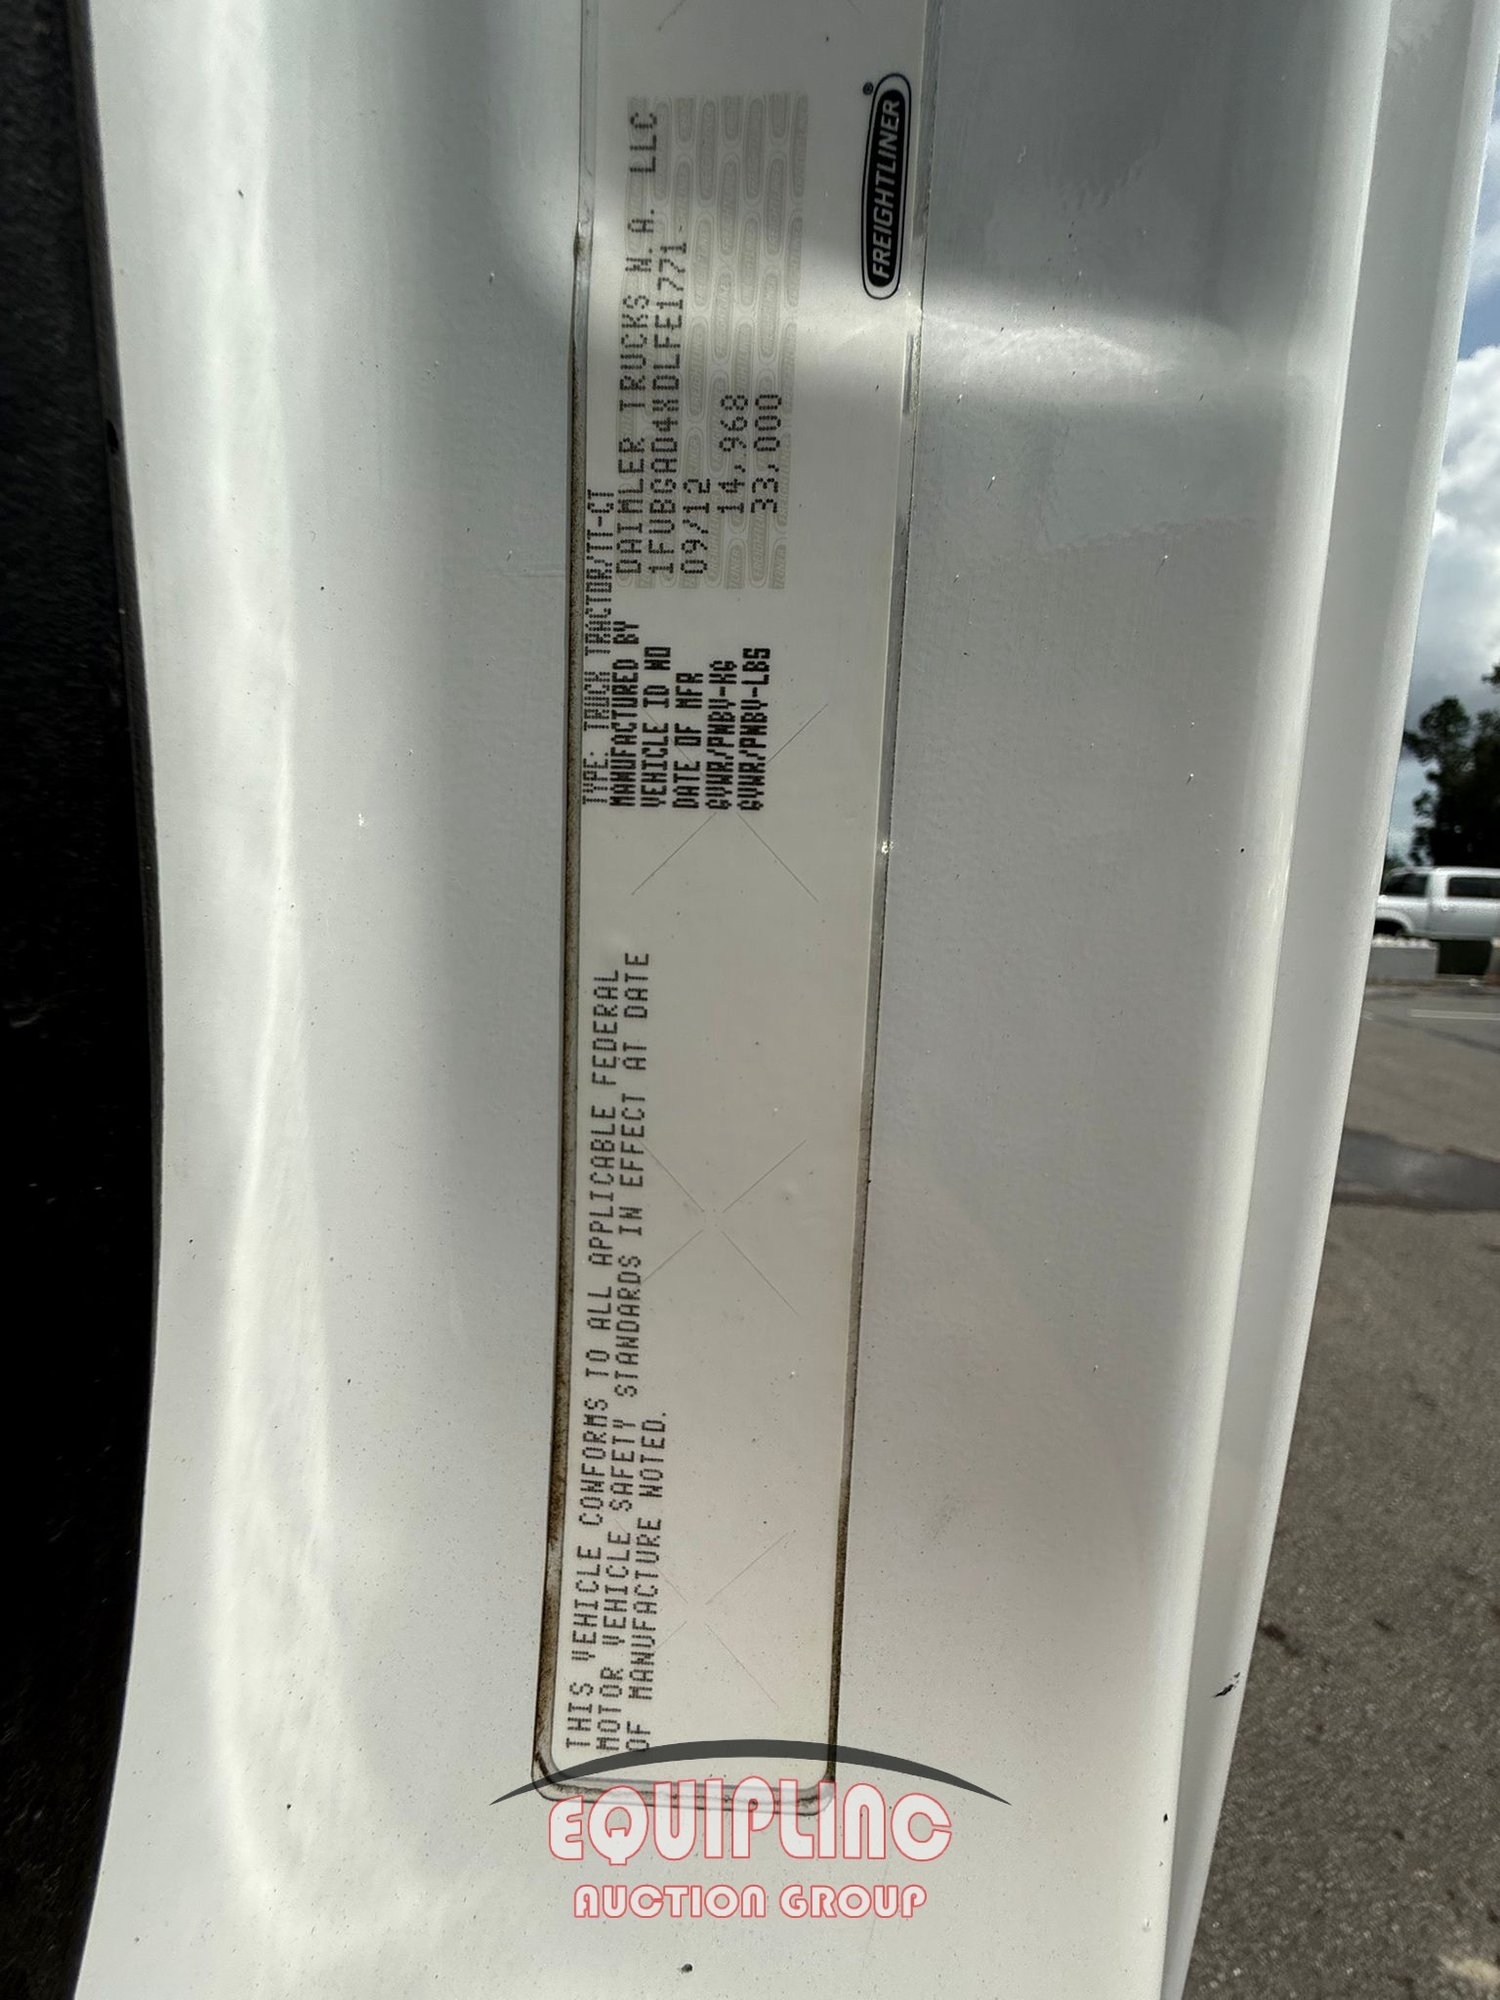 THIS VEHICLE CONFORMS TO ALL APPLICABLE FEDERAL
MOTOR VEHICLE SAFETY STANDARDS IN EFFECT AT DATE
OF MANUFACTURE NOTED.
TYPE: TRUCK TRACTOR/TT-CT
MANUFACTURED BY DAIMLER TRUCKS N.A. LLC
VEHICLE ID NO 1FUBGAD4XDLFE1771
DATE OF MFR 09/12
GVWR/PNBV-KG 14,968
GVWR/PNBV-LBS 33,000
FREIGHTLINER®
EQUIPLINC
AUCTION GROUP